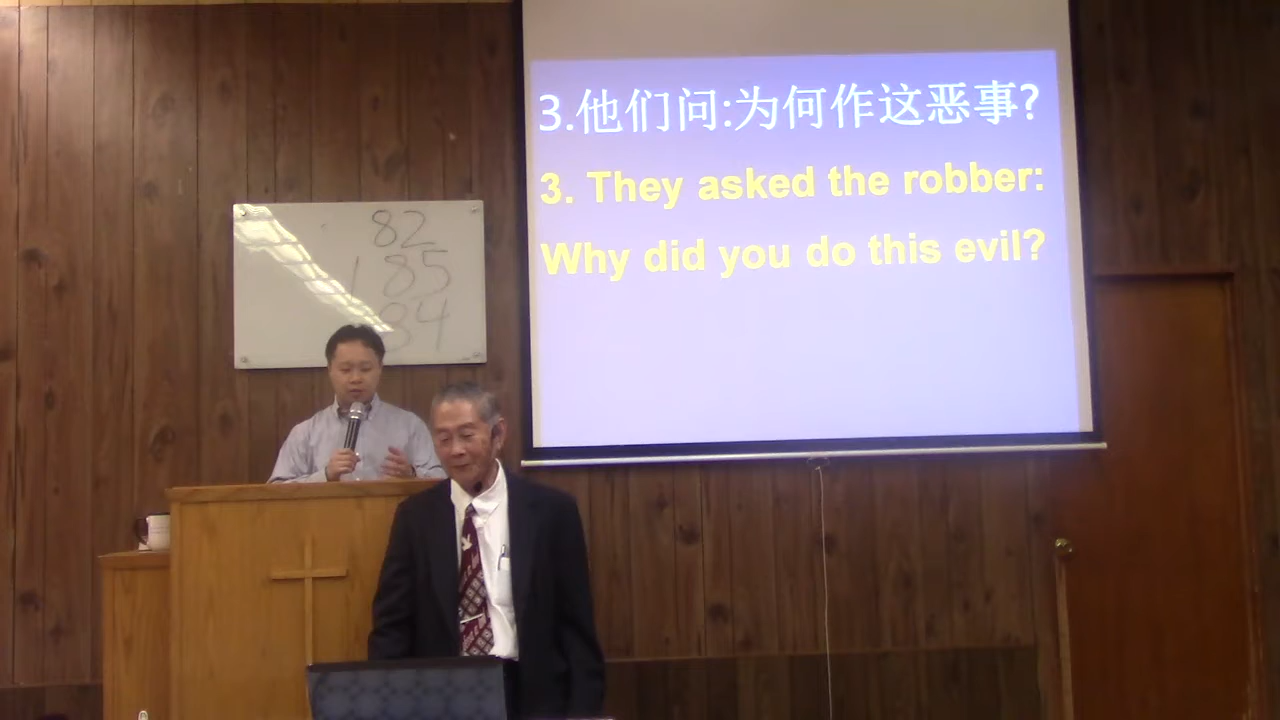 3.他们问:为何作这恶事?
3. They asked the robber:
Why did you do this evil?
82
185
84